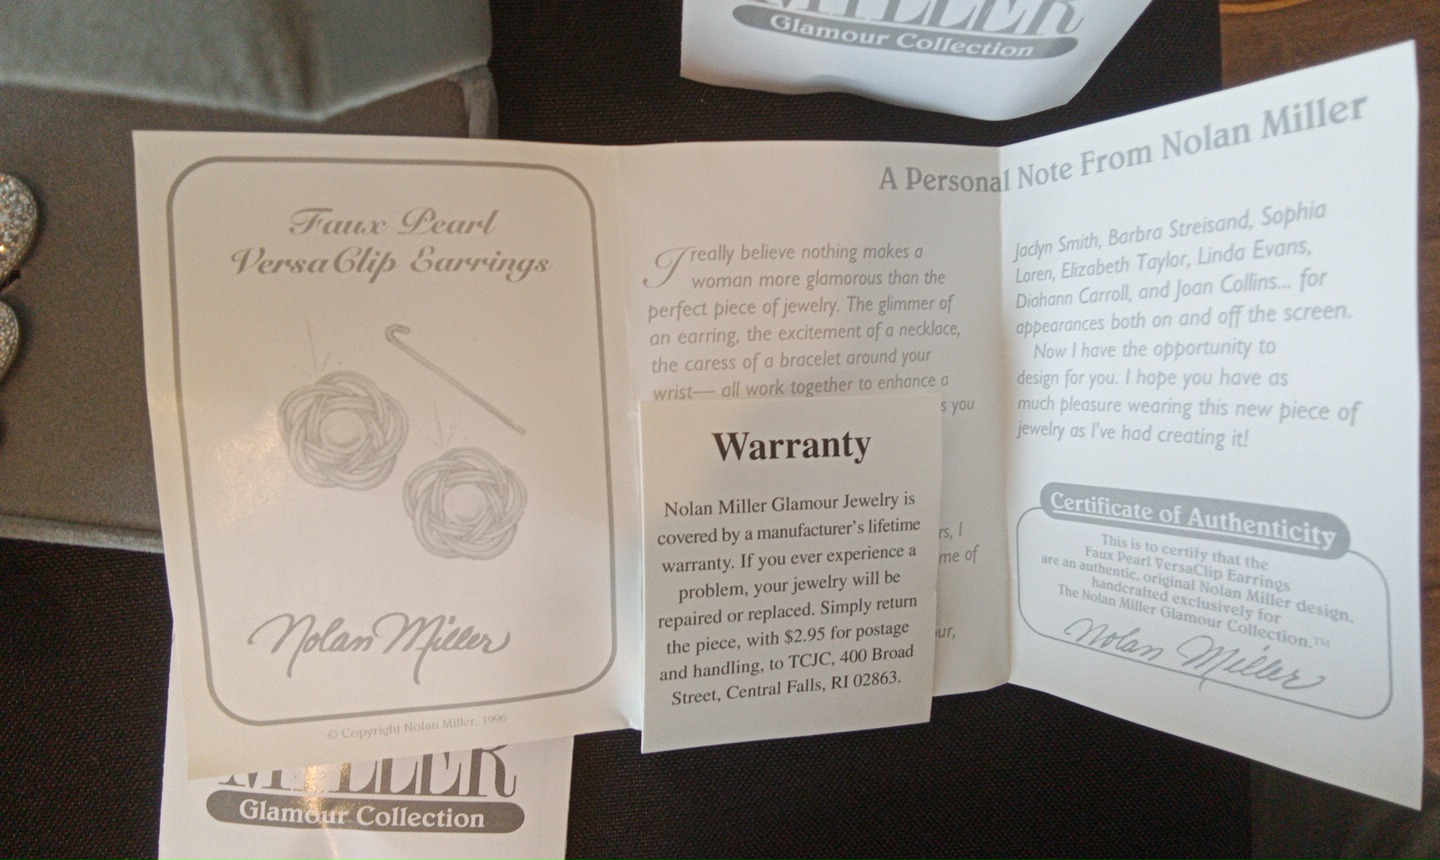 MILLER
Glamour Collection
Faux Pearl
VersaClip Earrings
Nolan Miller
© Copyright Nolan Miller, 1996
A Personal Note From Nolan Miller
I really believe nothing makes a
woman more glamorous than the
perfect piece of jewelry. The glimmer of
an earring, the excitement of a necklace,
the caress of a bracelet around your
wrist— all work together to enhance a
s you
rs, I
me of
ur,
Warranty
Nolan Miller Glamour Jewelry is
covered by a manufacturer's lifetime
warranty. If you ever experience a
problem, your jewelry will be
repaired or replaced. Simply return
the piece, with $2.95 for postage
and handling, to TCJC, 400 Broad
Street, Central Falls, RI 02863.
Jaclyn Smith, Barbra Streisand, Sophia
Loren, Elizabeth Taylor, Linda Evans,
Diahann Carroll, and Joan Collins... for
appearances both on and off the screen.
Now I have the opportunity to
design for you. I hope you have as
much pleasure wearing this new piece of
jewelry as I've had creating it!
Certificate of Authenticity
This is to certify that the
Faux Pearl VersaClip Earrings
are an authentic, original Nolan Miller design,
handcrafted exclusively for
The Nolan Miller Glamour Collection.™
Nolan Miller
MILLER
Glamour Collection